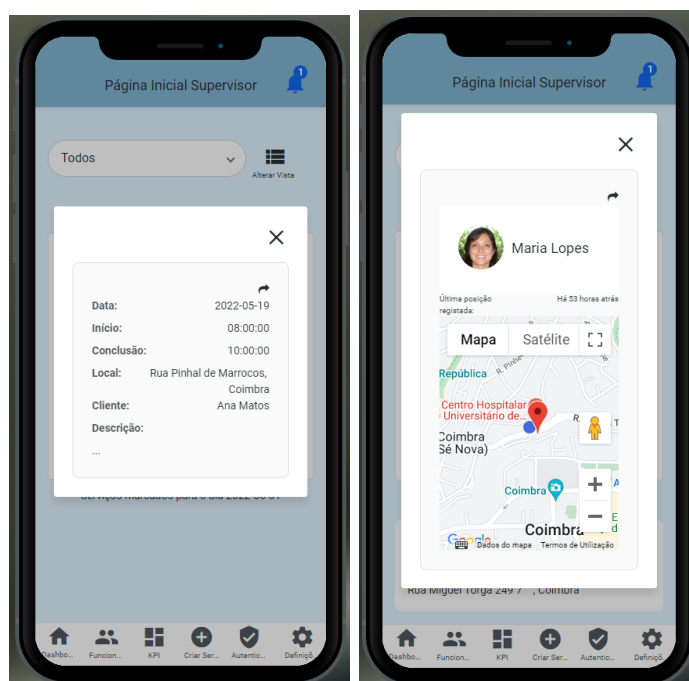 Página Inicial Supervisor
1
Todos
Alterar Vista
Data: 2022-05-19
Início: 08:00:00
Conclusão: 10:00:00
Local: Rua Pinhal de Marrocos,
Coimbra
Cliente: Ana Matos
Descrição:
...
Dashbo...
Funcion...
KPI
Criar Ser...
Autentic...
Definiçõ
Página Inicial Supervisor
1
Maria Lopes
Última posição Há 53 horas atrás
registada:
Mapa Satélite
República
R. Pinhe
Centro Hospitalar
Universitário de...
R.
Coimbra
(Sé Nova)
Coimbra
Coimbra
Google
Dados do mapa Termos de Utilização
Rua Miguel Torga 249 7 , Coimbra
Dashbo...
Funcion...
KPI
Criar Ser...
Autentic...
Definiçõ